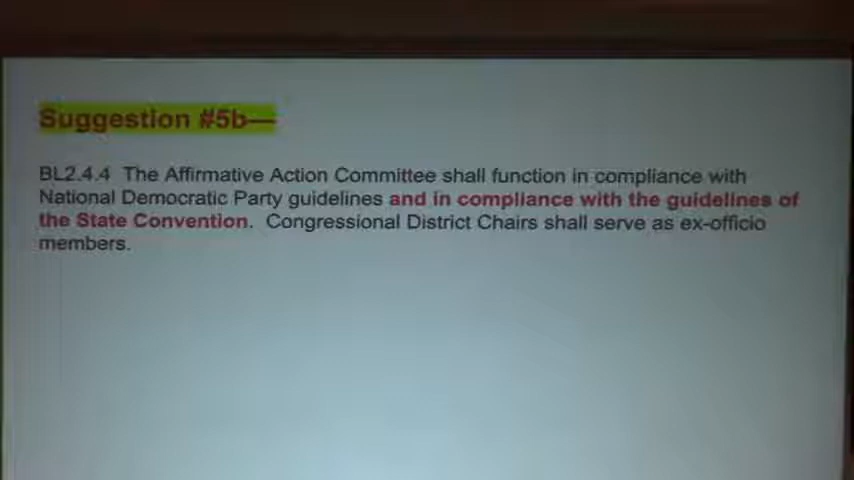 Suggestion #5b—
BL2.4.4 The Affirmative Action Committee shall function in compliance with
National Democratic Party guidelines and in compliance with the guidelines of
the State Convention. Congressional District Chairs shall serve as ex-officio
members.